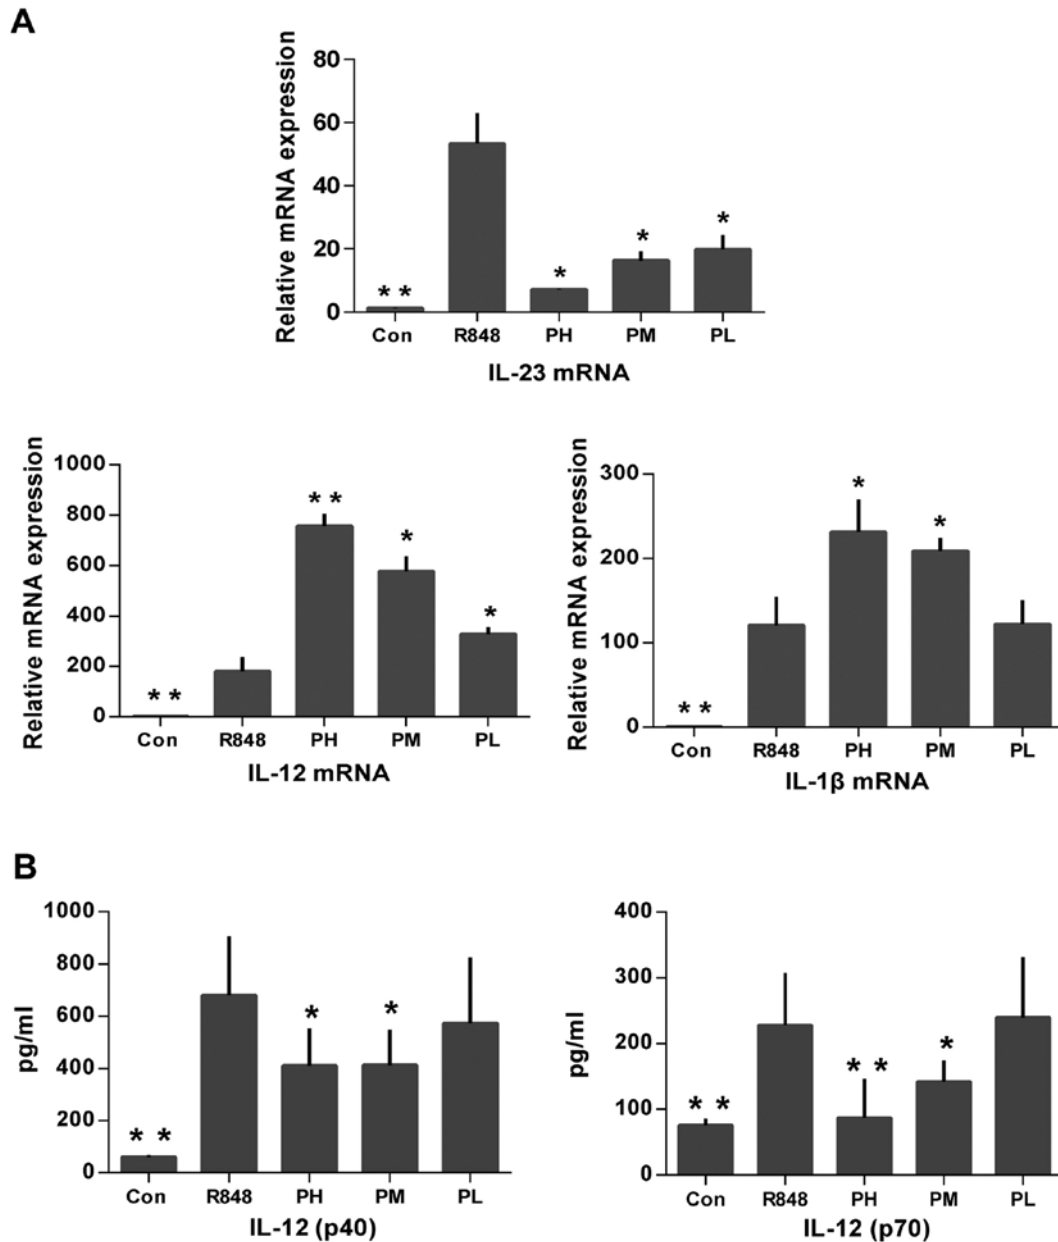 A
Relative mRNA expression
80
60
40
20
0
* *
*
*
*
Con R848 PH PM PL
IL-23 mRNA
Relative mRNA expression
1000
800
600
400
200
0
* *
* *
*
*
Con R848 PH PM PL
IL-12 mRNA
Relative mRNA expression
300
200
100
0
* *
*
*
Con R848 PH PM PL
IL-1β mRNA
B
pg/ml
1000
800
600
400
200
0
* *
*
*
Con R848 PH PM PL
IL-12 (p40)
pg/ml
400
300
200
100
0
* *
* *
*
Con R848 PH PM PL
IL-12 (p70)